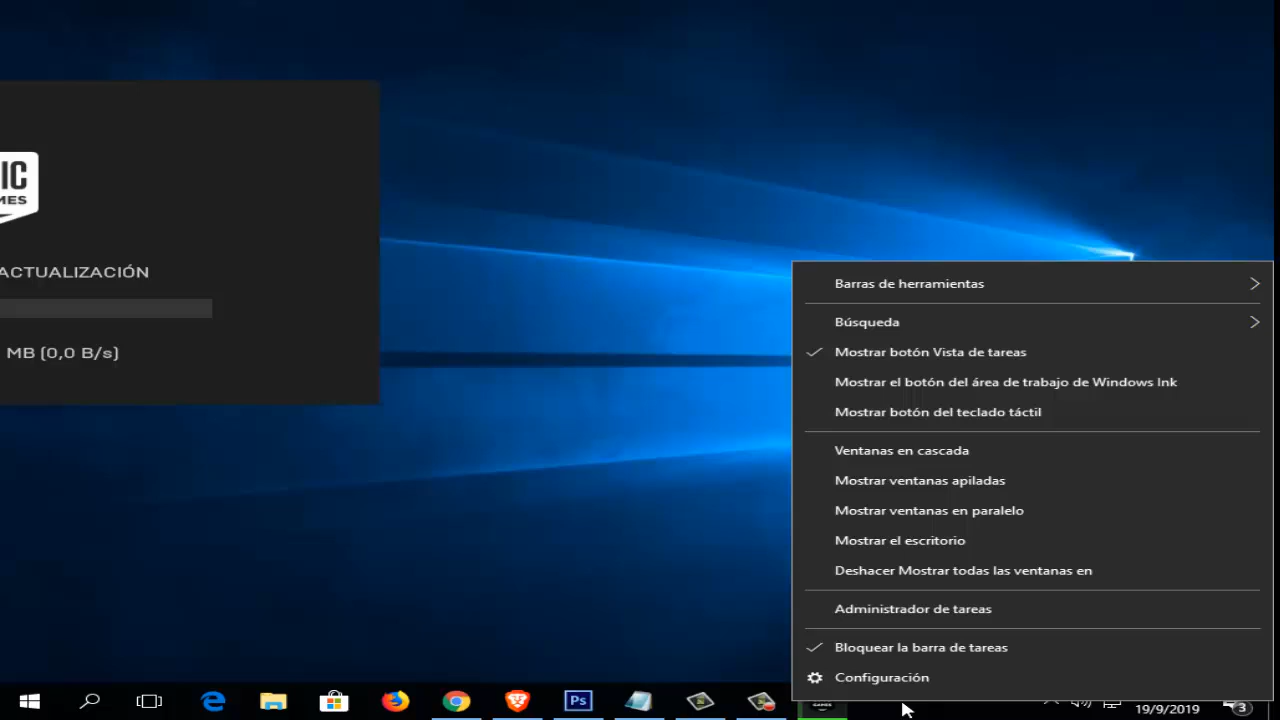 IC
MES
ACTUALIZACIÓN
MB (0,0 B/s)
Barras de herramientas
Búsqueda
Mostrar botón Vista de tareas
Mostrar el botón del área de trabajo de Windows Ink
Mostrar botón del teclado táctil
Ventanas en cascada
Mostrar ventanas apiladas
Mostrar ventanas en paralelo
Mostrar el escritorio
Deshacer Mostrar todas las ventanas en
Administrador de tareas
Bloquear la barra de tareas
Configuración
Ps
GAMES
19/9/2019
3